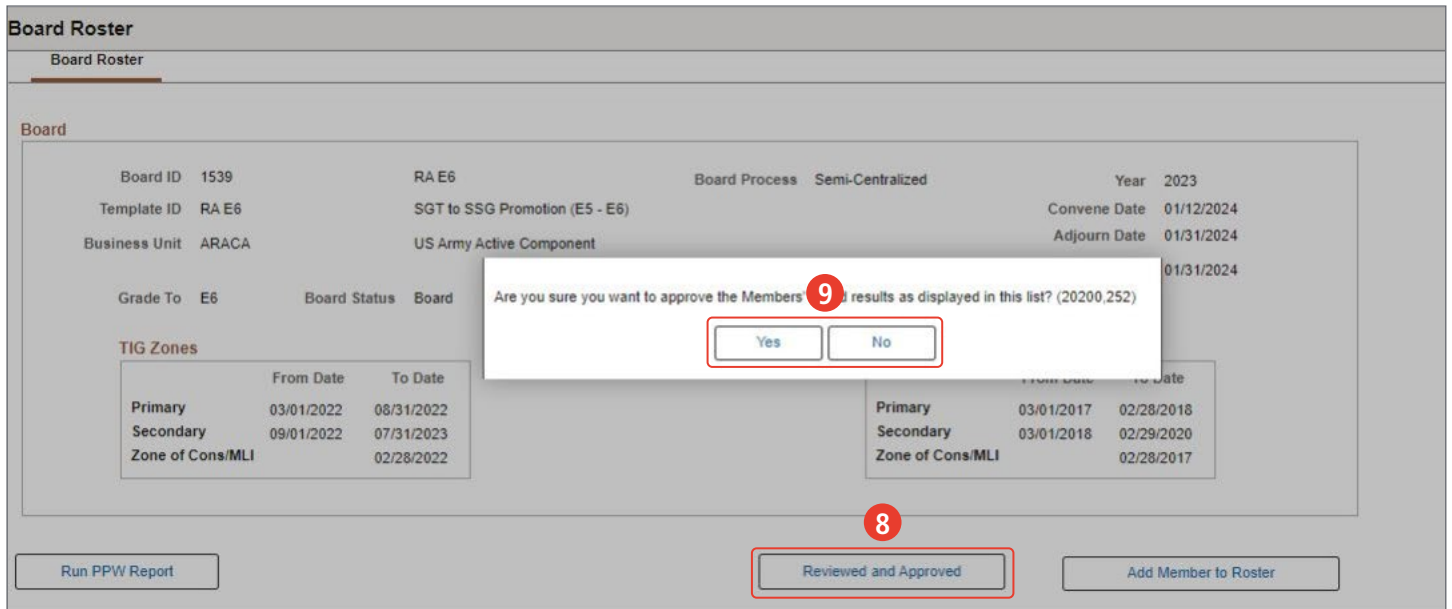 Board Roster
Board Roster
Board
Board ID 1539 RA E6 Board Process Semi-Centralized Year 2023
Template ID RA E6 SGT to SSG Promotion (E5 - E6) Convene Date 01/12/2024
Business Unit ARACA US Army Active Component Adjourn Date 01/31/2024
01/31/2024
Grade To E6 Board Status Board
Are you sure you want to approve the Members' results as displayed in this list? (20200,252)
9
Yes No
TIG Zones
From Date To Date
Primary 03/01/2022 08/31/2022
Secondary 09/01/2022 07/31/2023
Zone of Cons/MLI 02/28/2022
From Date To Date
Primary 03/01/2017 02/28/2018
Secondary 03/01/2018 02/29/2020
Zone of Cons/MLI 02/28/2017
8
Run PPW Report Reviewed and Approved Add Member to Roster